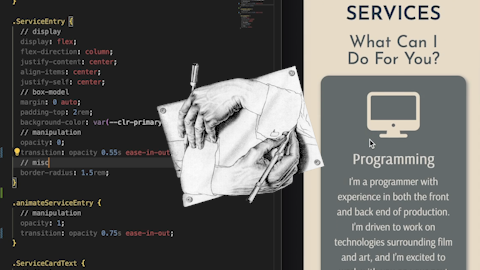 .ServiceEntry {
// display
display: flex;
flex-direction: column;
justify-content: center;
align-items: center;
justify-self: center;
// box-model
margin: 0 auto;
padding-top: 2rem;
background-color: var(--clr-primary
// manipulation
opacity: 0;
transition: opacity 0.55s ease-in-out
// misc
border-radius: 1.5rem;
}
.animateServiceEntry {
// manipulation
opacity: 1;
transition: opacity 0.75s ease-in-out;
}
.ServiceCardText {
SERVICES
What Can I
Do For You?
Programming
I'm a programmer with
experience in both the front
and back end of production.
I'm driven to work on
technologies surrounding film
and art, and I'm excited to